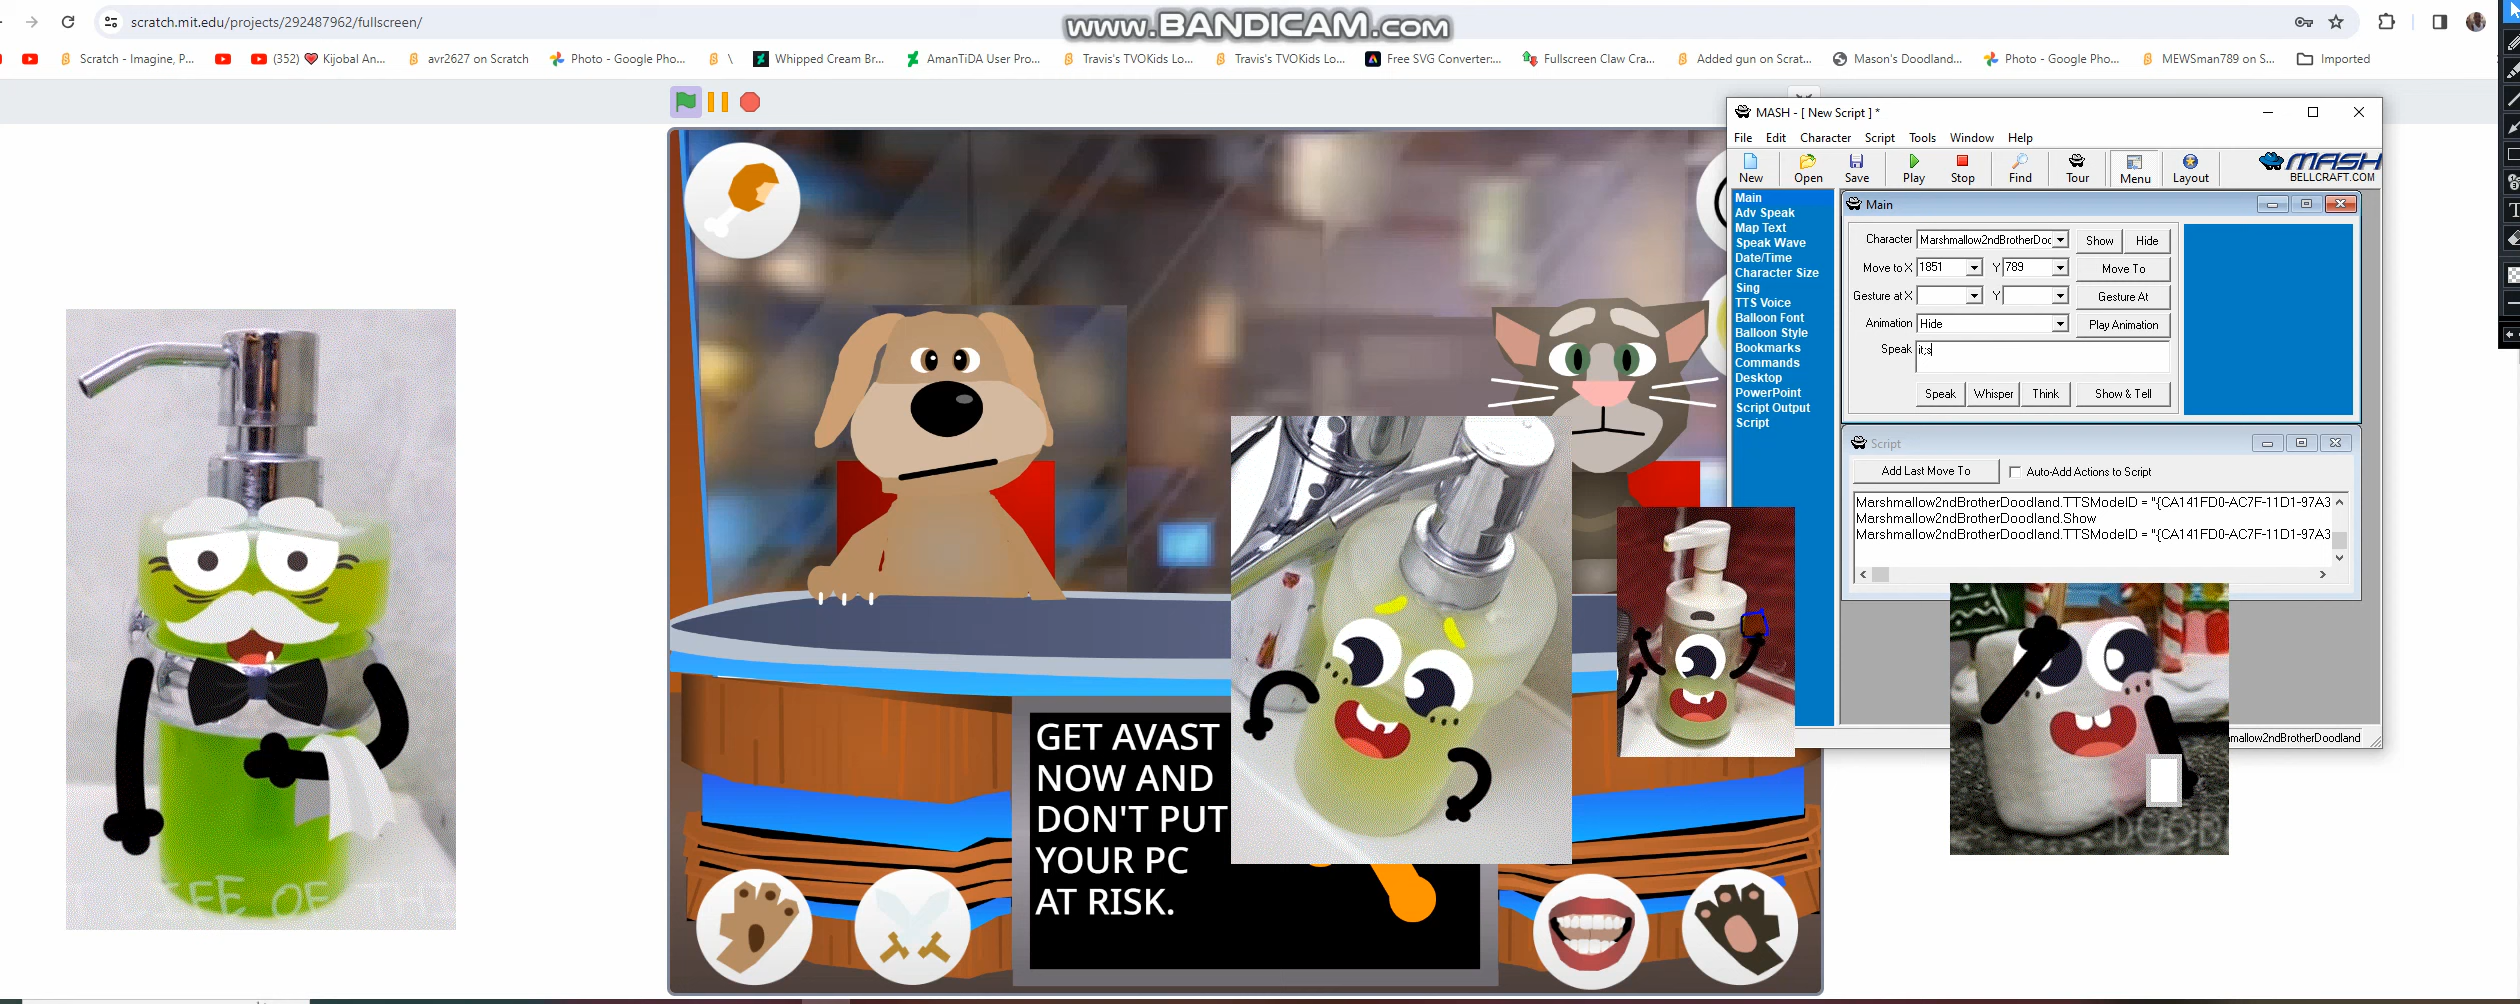 scratch.mit.edu/projects/292487962/fullscreen/
www.BANDICAM.com
Scratch - Imagine, P...
(352) ❤ Kijobal An...
avr2627 on Scratch
Photo - Google Pho...
\
Whipped Cream Br...
AmanTiDA User Pro...
Travis's TVOKids Lo...
Travis's TVOKids Lo...
Free SVG Converter:...
Fullscreen Claw Cra...
Added gun on Scrat...
Mason's Doodland...
Photo - Google Pho...
MEWSman789 on S...
Imported
MASH - [ New Script ] *
File Edit Character Script Tools Window Help
New Open Save Play Stop Find Tour Menu Layout
MASH
BELLCRAFT.COM
Main
Adv Speak
Map Text
Speak Wave
Date/Time
Character Size
Sing
TTS Voice
Balloon Font
Balloon Style
Bookmarks
Commands
Desktop
PowerPoint
Script Output
Script
Main
Character Marshmallow2ndBrotherDoc Show Hide
Move to X 1851 Y 789 Move To
Gesture at X Y Gesture At
Animation Hide Play Animation
Speak it;s
Speak Whisper Think Show & Tell
Script
Add Last Move To Auto-Add Actions to Script
Marshmallow2ndBrotherDoodland.TTSModeID = "{CA141FD0-AC7F-11D1-97A3
Marshmallow2ndBrotherDoodland.Show
Marshmallow2ndBrotherDoodland.TTSModeID = "{CA141FD0-AC7F-11D1-97A3
mallow2ndBrotherDoodland
GET AVAST
NOW AND
DON'T PUT
YOUR PC
AT RISK.
LIFE OF THI
DOOD